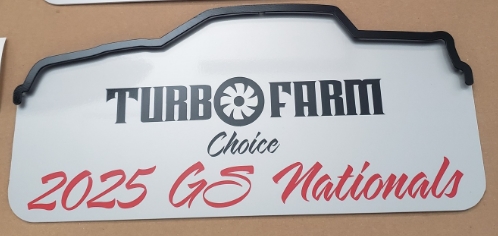 TURBO FARM
Choice
2025 GS Nationals